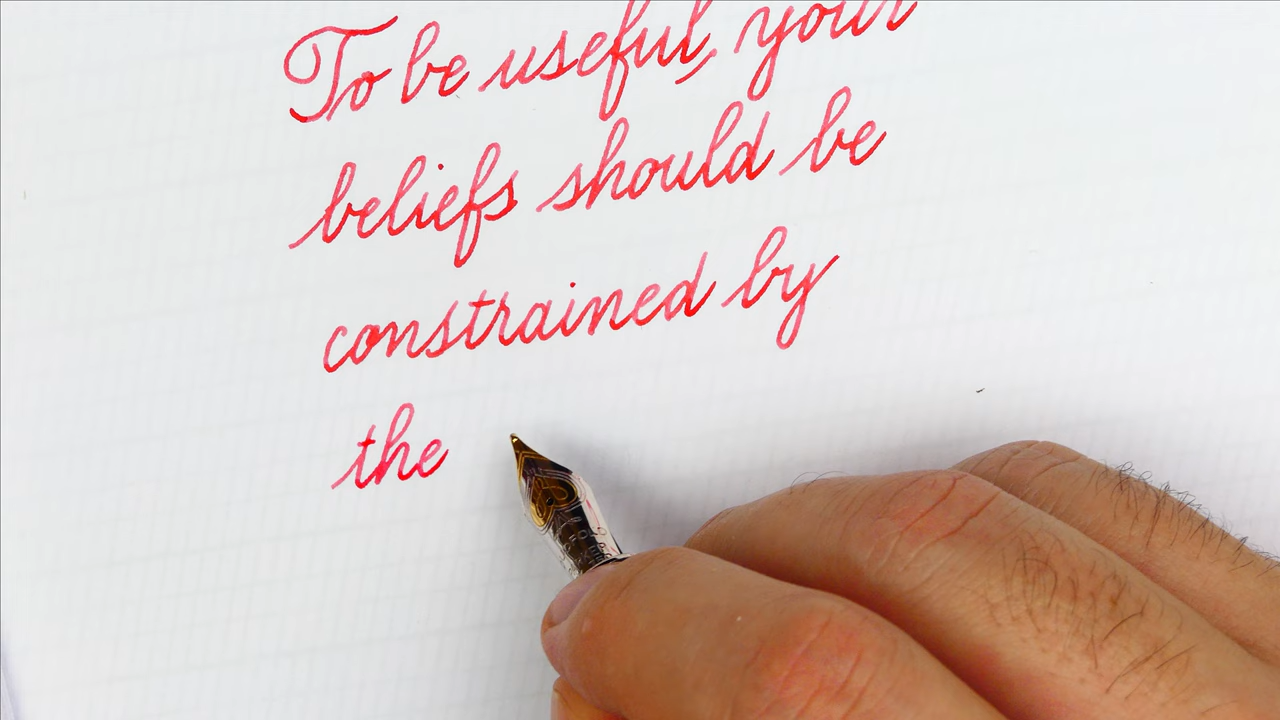 To be useful, your
beliefs should be
constrained by
the